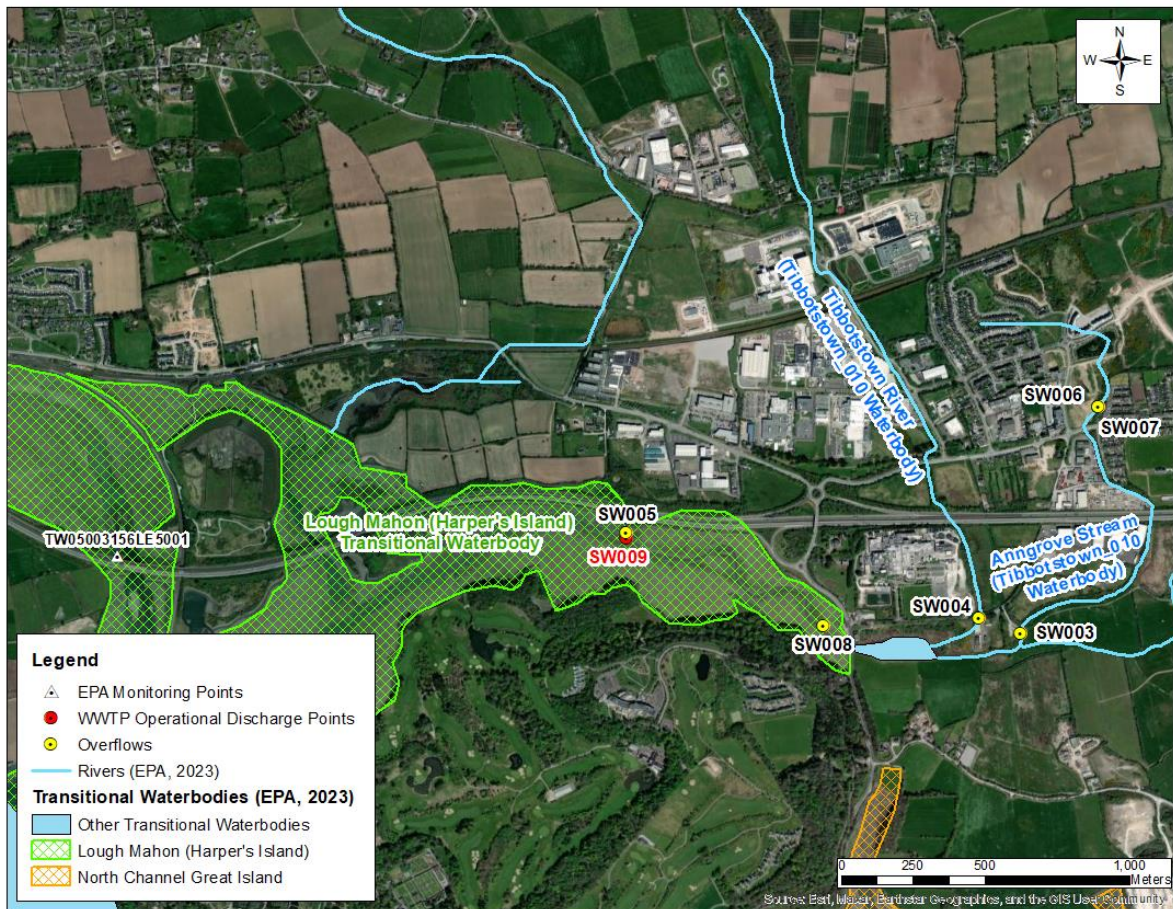 N
W E
S
Tibbotstown River
(Tibbotstown_010 Waterbody)
SW006
SW007
SW005
TW05003156LE5001
Lough Mahon (Harper's Island)
Transitional Waterbody
SW009
Anngrove Stream
(Tibbotstown_010
Waterbody)
SW004
SW003
SW008
Legend
EPA Monitoring Points
WWTP Operational Discharge Points
Overflows
Rivers (EPA, 2023)
Transitional Waterbodies (EPA, 2023)
Other Transitional Waterbodies
Lough Mahon (Harper's Island)
North Channel Great Island
0 250 500 1,000
Meters
Source: Esri, Maxar, Earthstar Geographics, and the GIS User Community